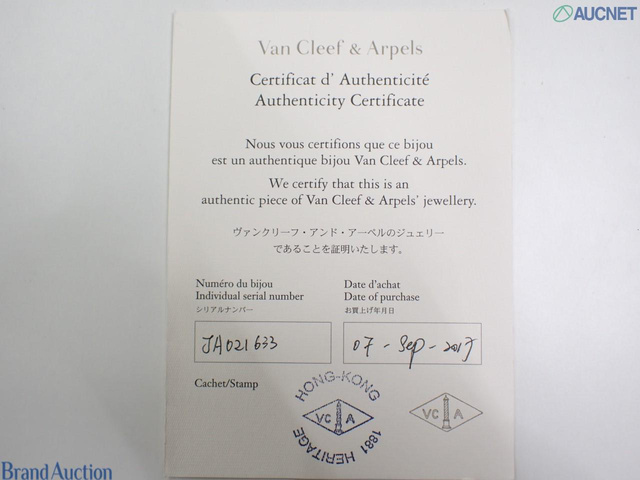 AUCNET
Van Cleef & Arpels
Certificat d' Authenticité
Authenticity Certificate
Nous vous certifions que ce bijou
est un authentique bijou Van Cleef & Arpels.
We certify that this is an
authentic piece of Van Cleef & Arpels' jewellery.
ヴァンクリーフ・アンド・アーペルのジュエリー
であることを証明いたします。
Numéro du bijou
Individual serial number
シリアルナンバー
Date d'achat
Date of purchase
お買上げ年月日
JA021633
07 - Sep - 2017
Cachet/Stamp
HONG-KONG
VC A
1881 HERITAGE
VC A
Brand Auction